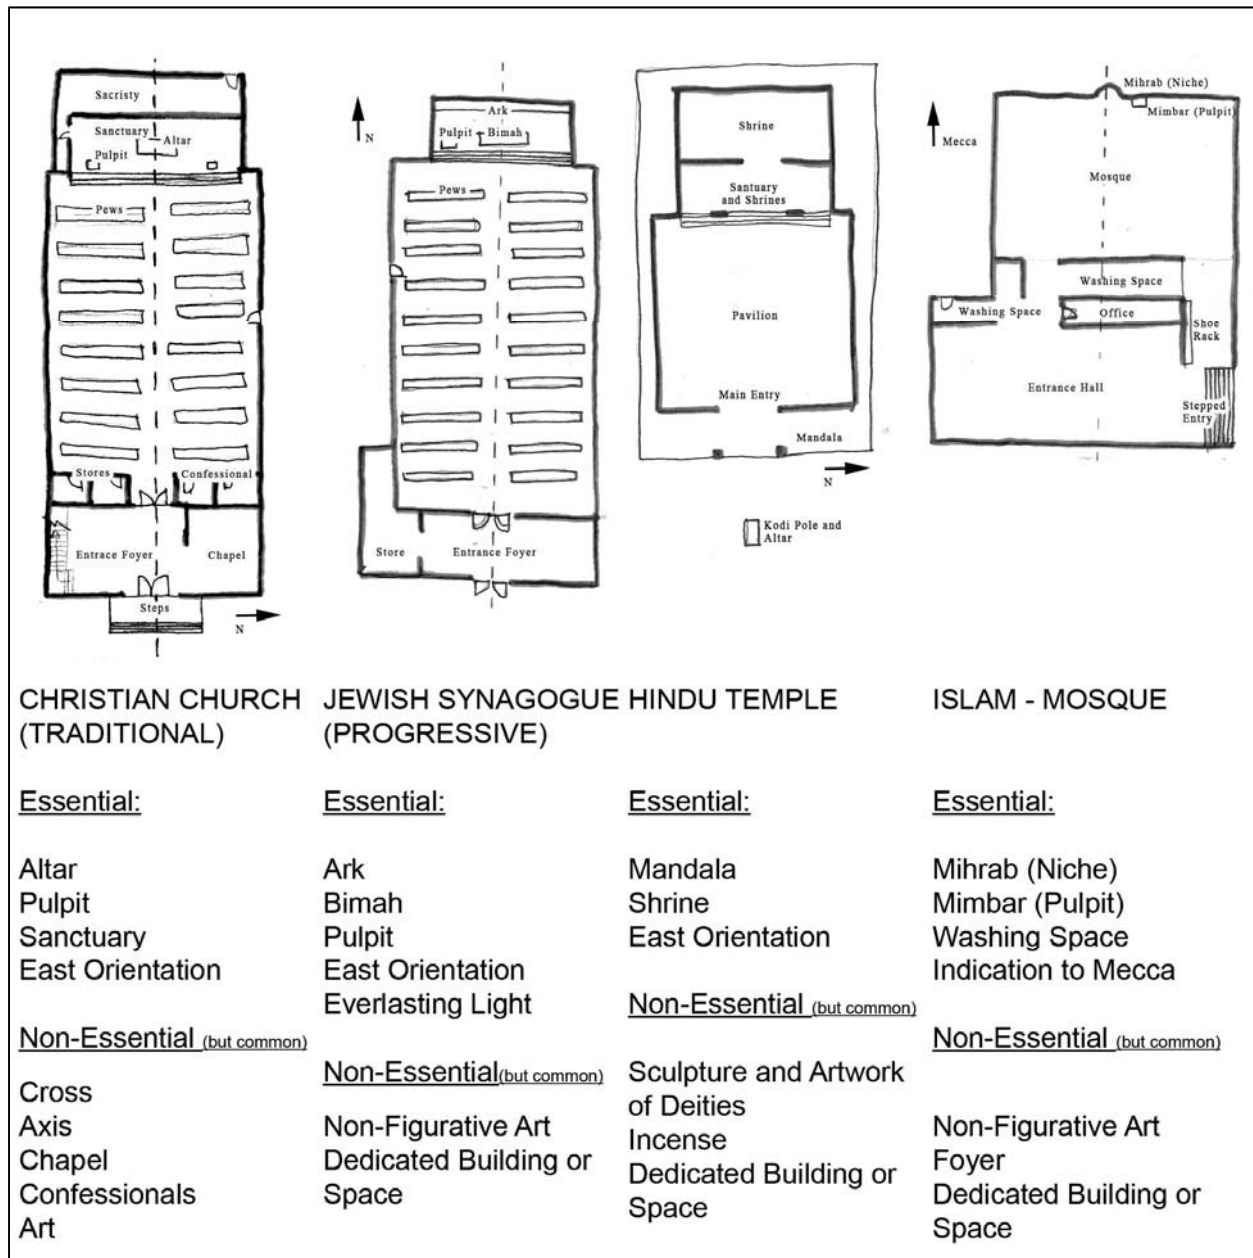 Sacristy
Sanctuary
Altar
Pulpit
Pews
Stores
Confessional
Entrace Foyer
Chapel
Steps
N
N
Ark
Pulpit
Bimah
Pews
Store
Entrance Foyer
Shrine
Santuary
and Shrines
Pavilion
Main Entry
Mandala
N
Kodi Pole and
Altar
Mecca
Mihrab (Niche)
Mimbar (Pulpit)
Mosque
Washing Space
Washing Space
Office
Shoe
Rack
Entrance Hall
Stepped
Entry
CHRISTIAN CHURCH
(TRADITIONAL)
Essential:
Altar
Pulpit
Sanctuary
East Orientation
Non-Essential (but common)
Cross
Axis
Chapel
Confessionals
Art
JEWISH SYNAGOGUE
(PROGRESSIVE)
Essential:
Ark
Bimah
Pulpit
East Orientation
Everlasting Light
Non-Essential(but common)
Non-Figurative Art
Dedicated Building or
Space
HINDU TEMPLE
Essential:
Mandala
Shrine
East Orientation
Non-Essential (but common)
Sculpture and Artwork
of Deities
Incense
Dedicated Building or
Space
ISLAM - MOSQUE
Essential:
Mihrab (Niche)
Mimbar (Pulpit)
Washing Space
Indication to Mecca
Non-Essential (but common)
Non-Figurative Art
Foyer
Dedicated Building or
Space